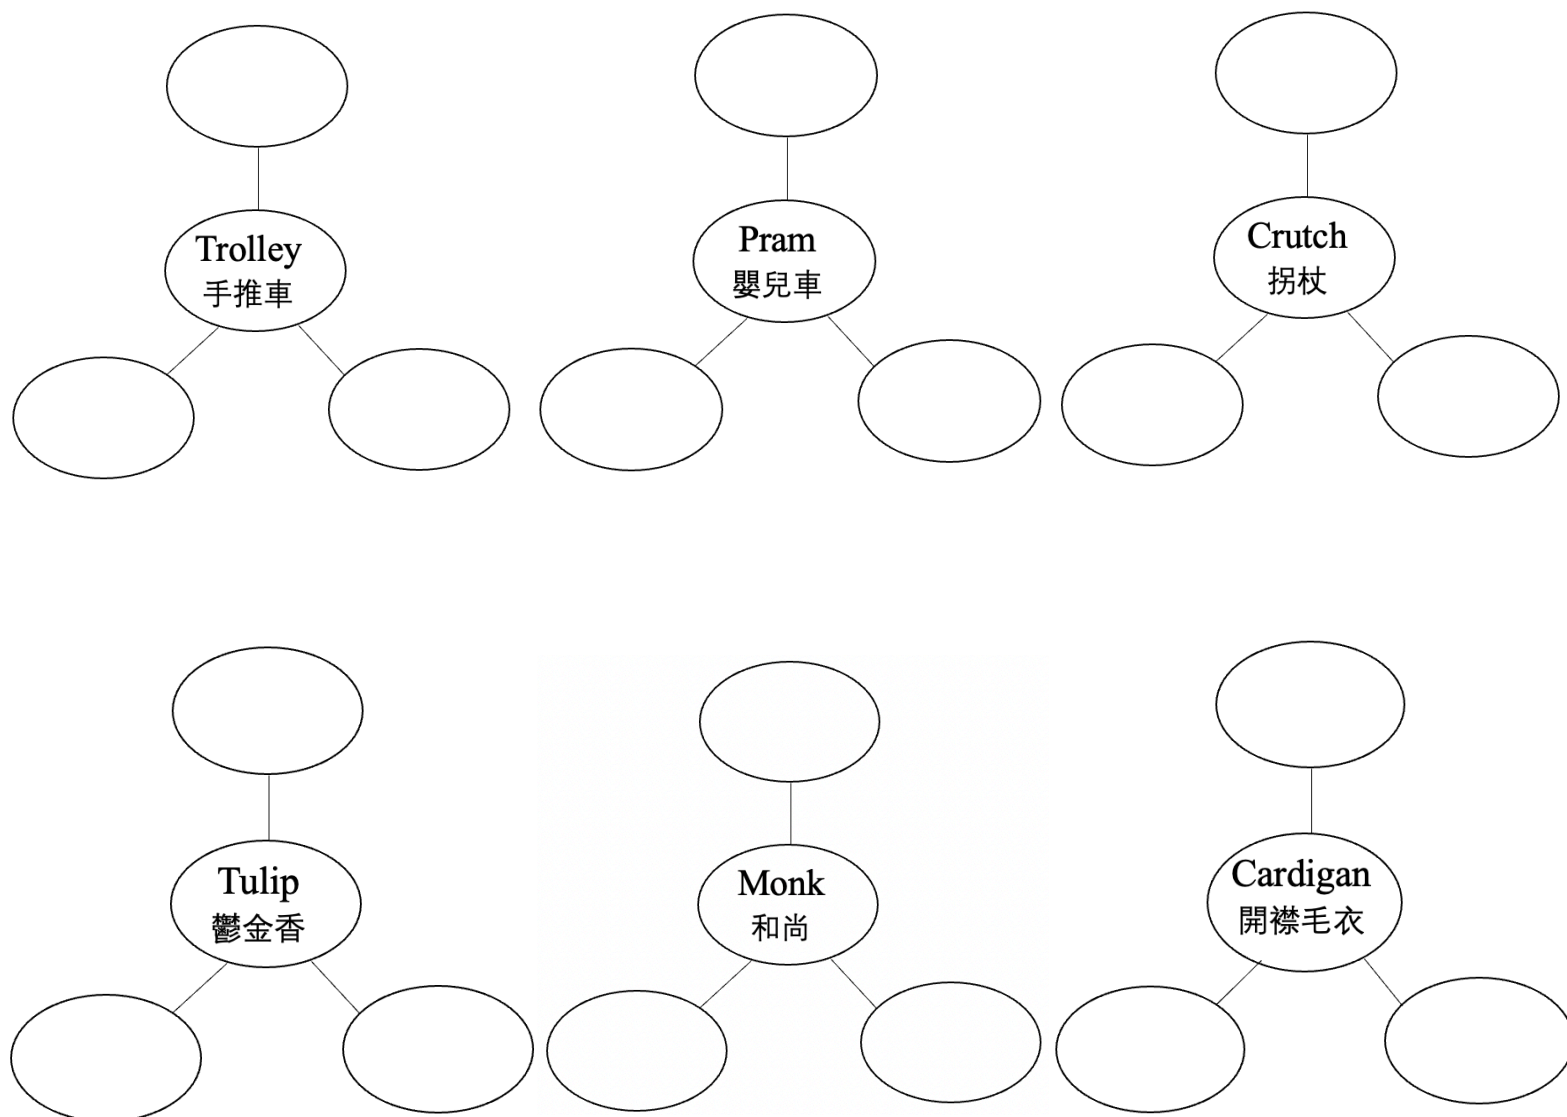 Trolley
手推車
Pram
嬰兒車
Crutch
拐杖
Tulip
鬱金香
Monk
和尚
Cardigan
開襟毛衣